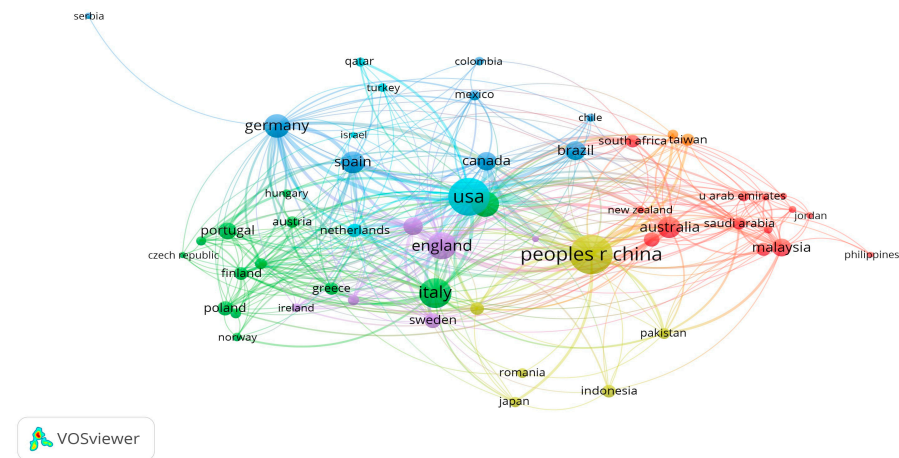 serbia
qatar
colombia
turkey
mexico
chile
germany
israel
south africa
taiwan
spain
canada
brazil
hungary
usa
u arab emirates
new zealand
jordan
austria
portugal
netherlands
australia
saudi arabia
england
malaysia
czech republic
peoples r china
philippines
finland
greece
italy
poland
ireland
sweden
norway
pakistan
romania
indonesia
japan
VOSviewer